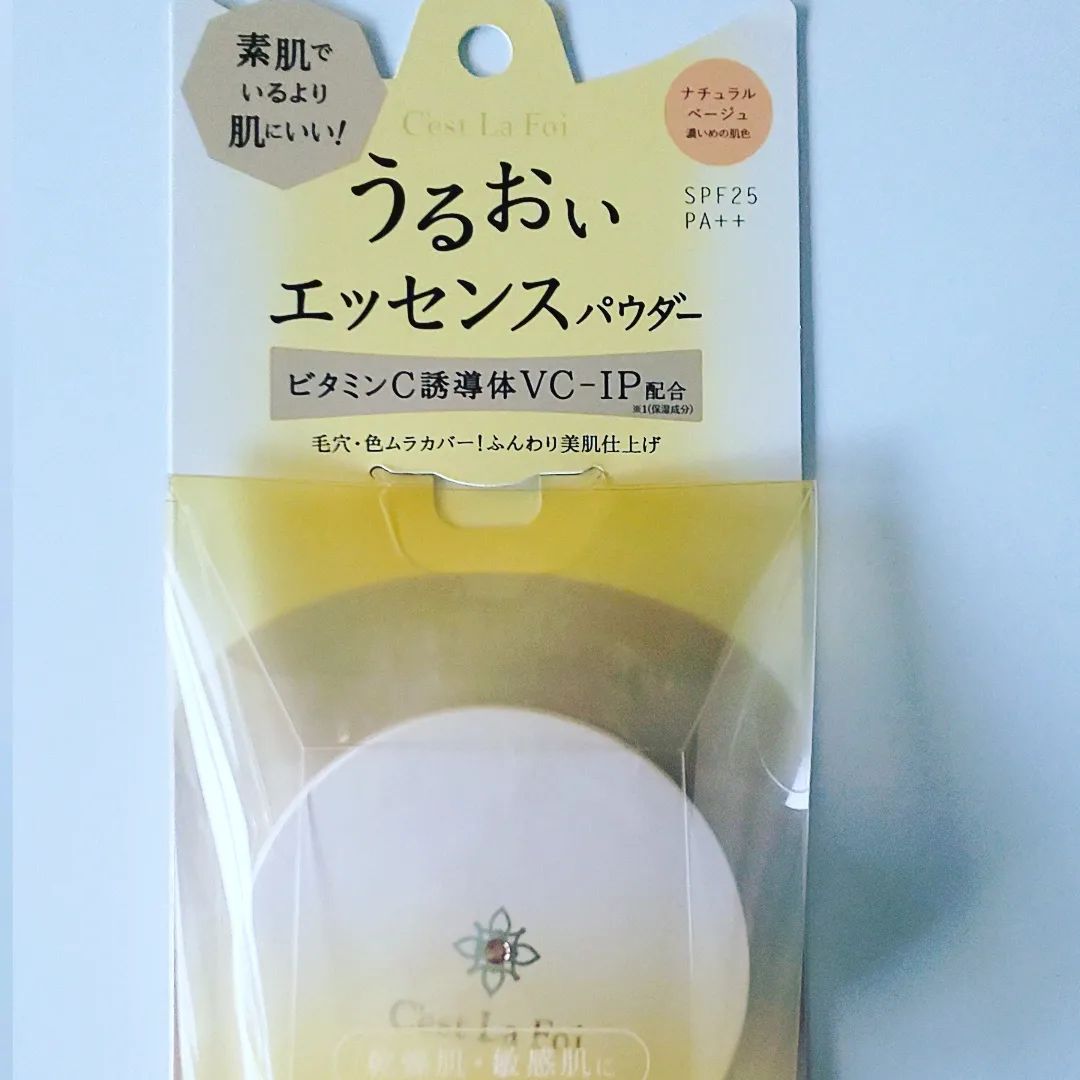 素肌で
いるより
肌にいい!
C'est La Foi
ナチュラル
ベージュ
濃いめの肌色
SPF25
PA++
うるおい
エッセンスパウダー
ビタミンC誘導体VC-IP配合
※1(保湿成分)
毛穴・色ムラカバー!ふんわり美肌仕上げ
C'est La Foi
乾燥肌・敏感肌に